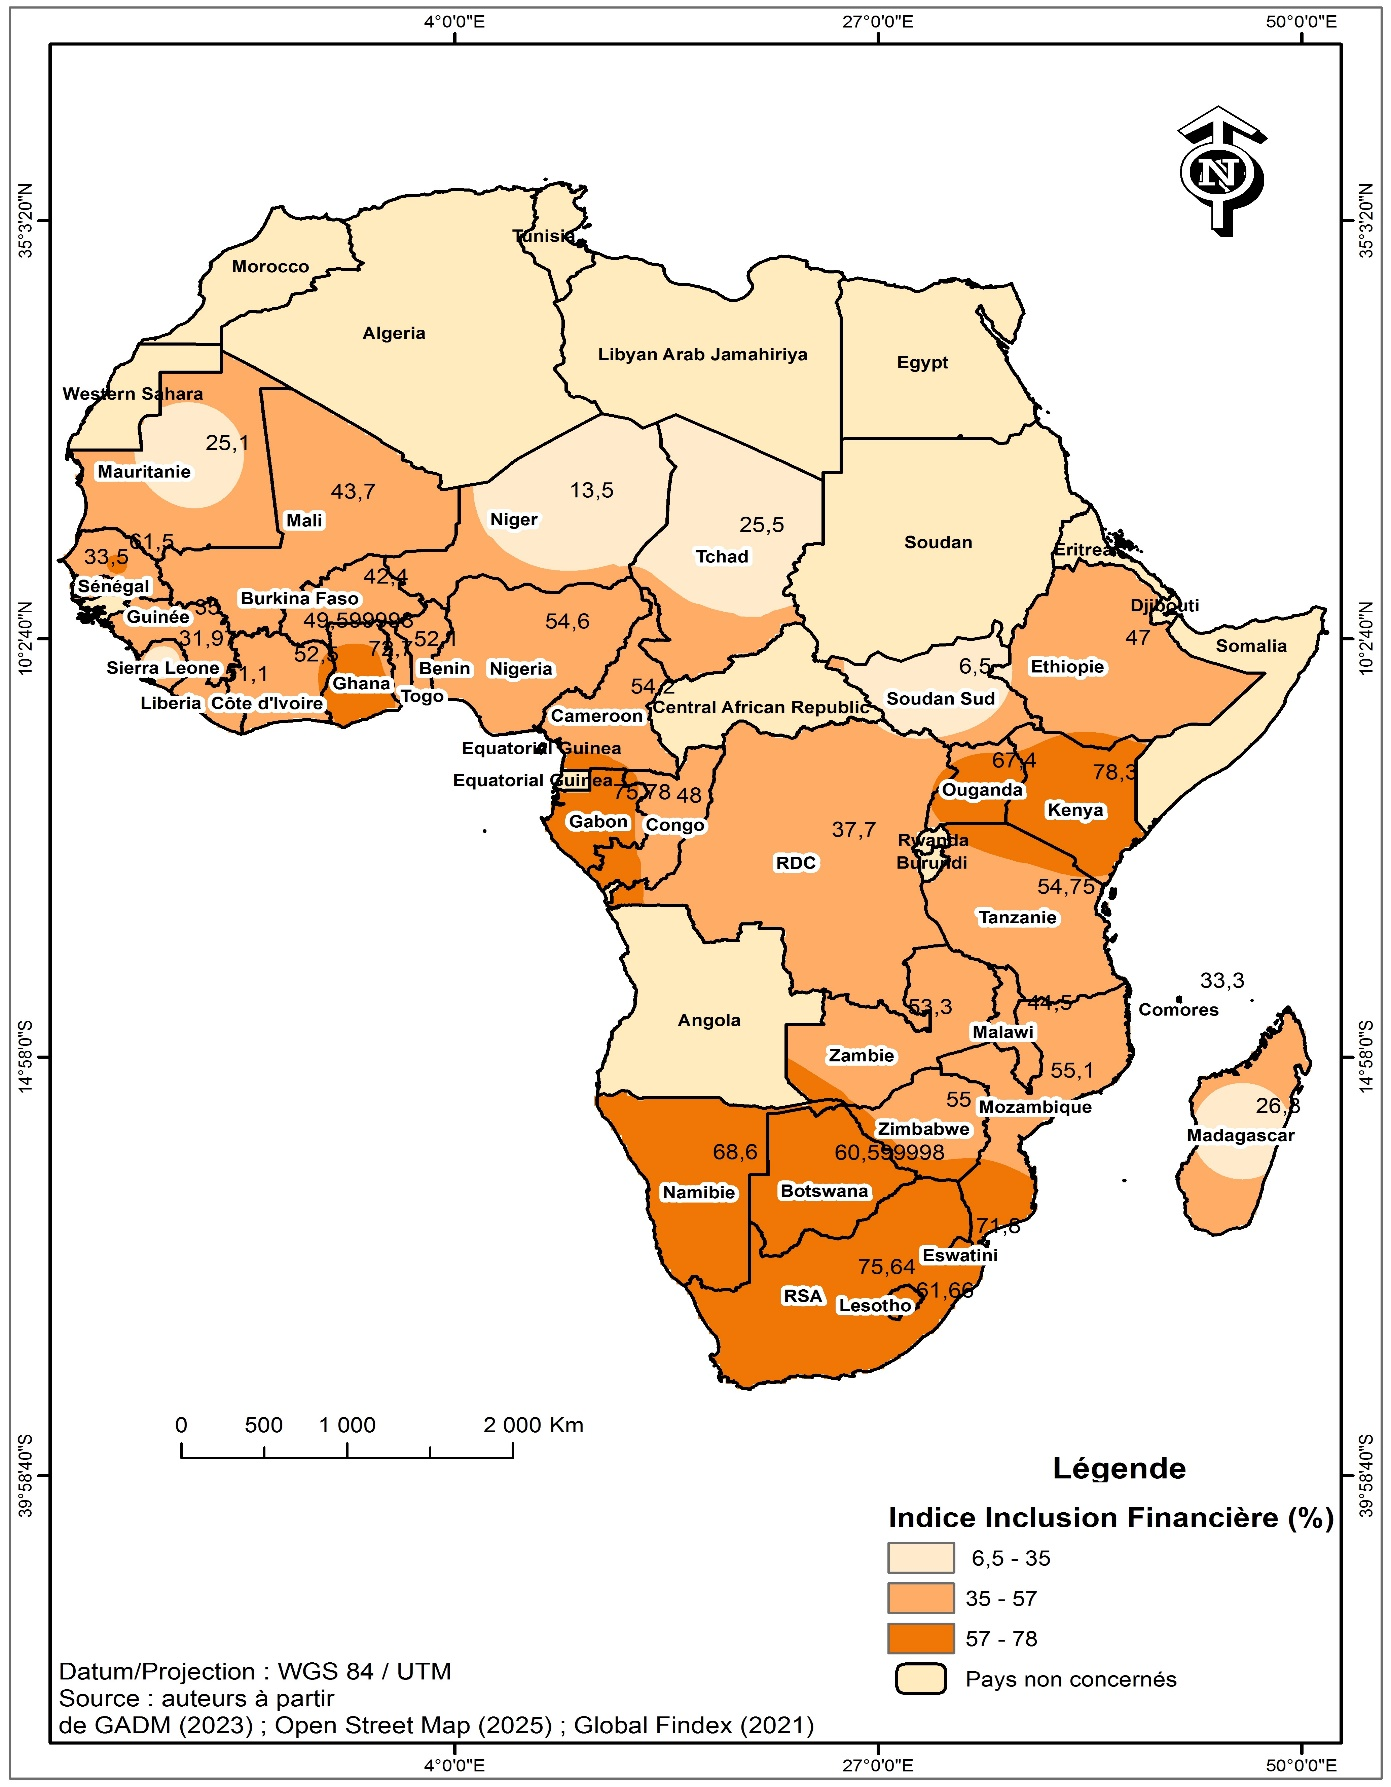 4°0'0"E 27°0'0"E 50°0'0"E
35°3'20"N 35°3'20"N
N
Tunisia
Morocco
Algeria
Libyan Arab Jamahiriya
Egypt
Western Sahara
25,1
Mauritanie
43,7
13,5
Mali
Niger
25,5
Tchad
Soudan
Eritrea
61,5
33,5
Sénégal
42,4
Burkina Faso
Djibouti
35
Guinée
49,599998
54,6
10°2'40"N 10°2'40"N
31,9
52,1
47
Somalia
52,5
72,7
Sierra Leone
51,1
Benin
Nigeria
6,5
Ethiopie
Ghana
54,2
Soudan Sud
Liberia
Côte d'Ivoire
Togo
Cameroon
Central African Republic
Equatorial Guinea
67,4
78,3
Equatorial Guinea
75,78
48
Ouganda
Kenya
Gabon
Congo
37,7
Rwanda
RDC
Burundi
54,75
Tanzanie
33,3
53,3
44,5
Comores
Angola
Malawi
Zambie
14°58'0"S 14°58'0"S
55,1
55
Mozambique
26,8
Zimbabwe
Madagascar
68,6
60,599998
Namibie
Botswana
71,8
Eswatini
75,64
61,66
RSA
Lesotho
0 500 1 000 2 000 Km
39°58'40"S 39°58'40"S
Légende
Indice Inclusion Financière (%)
6,5 - 35
35 - 57
57 - 78
Pays non concernés
Datum/Projection : WGS 84 / UTM
Source : auteurs à partir
de GADM (2023) ; Open Street Map (2025) ; Global Findex (2021)
4°0'0"E 27°0'0"E 50°0'0"E